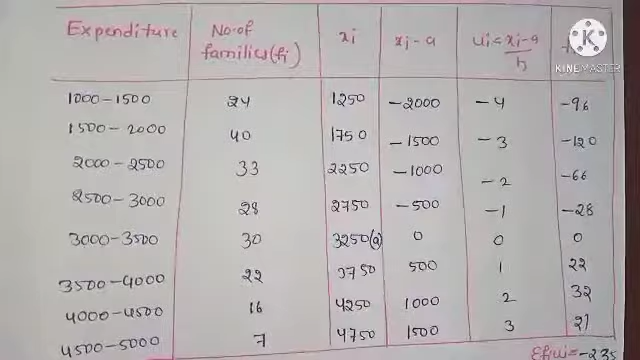 Expenditure No. of families(fi) xi xi-a ui=xi-a/h
1000-1500 24 1250 -2000 -4 -96
1500-2000 40 1750 -1500 -3 -120
2000-2500 33 2250 -1000 -2 -66
2500-3000 28 2750 -500 -1 -28
3000-3500 30 3250(a) 0 0 0
3500-4000 22 3750 500 1 22
4000-4500 16 4250 1000 2 32
4500-5000 7 4750 1500 3 21
Σfiui=-235
KINEMASTER